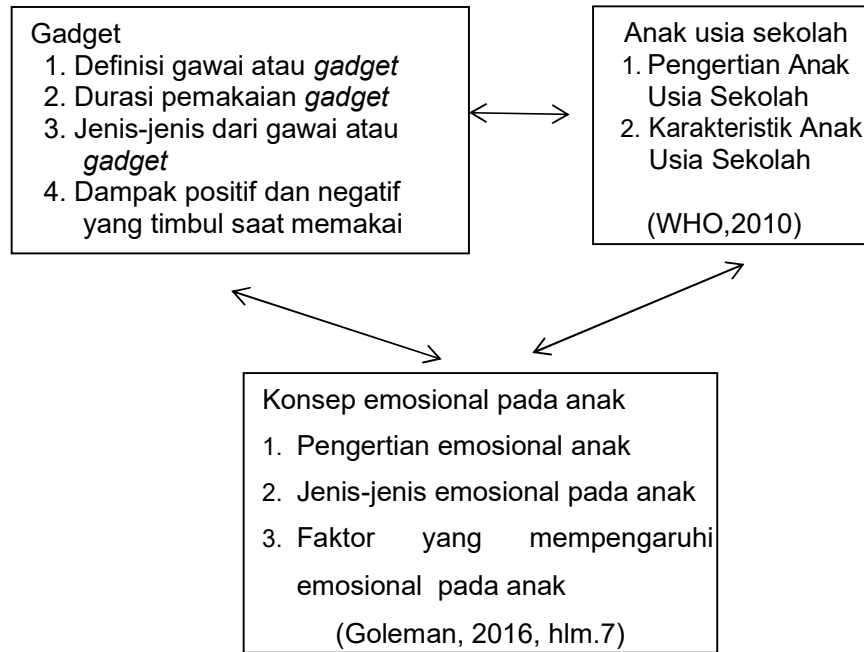 Gadget
1. Definisi gawai atau gadget
2. Durasi pemakaian gadget
3. Jenis-jenis dari gawai atau
gadget
4. Dampak positif dan negatif
yang timbul saat memakai
Anak usia sekolah
1. Pengertian Anak
Usia Sekolah
2. Karakteristik Anak
Usia Sekolah
(WHO,2010)
Konsep emosional pada anak
1. Pengertian emosional anak
2. Jenis-jenis emosional pada anak
3. Faktor yang mempengaruhi
emosional pada anak
(Goleman, 2016, hlm.7)